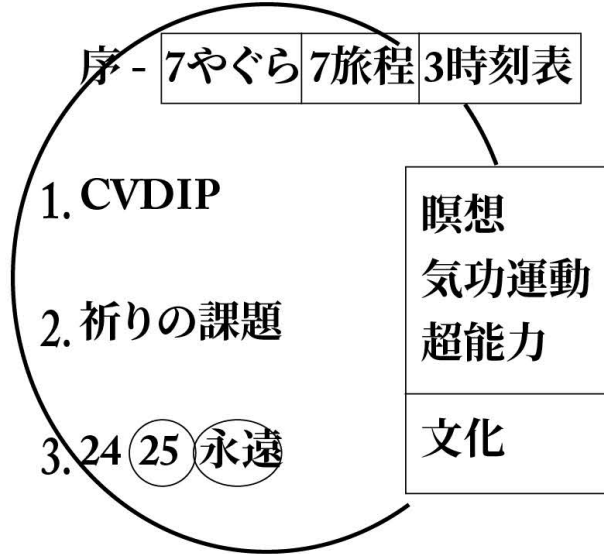 序 - 7やぐら 7旅程 3時刻表
1. CVDIP
2. 祈りの課題
3. 24 25 永遠
瞑想
気功運動
超能力
文化